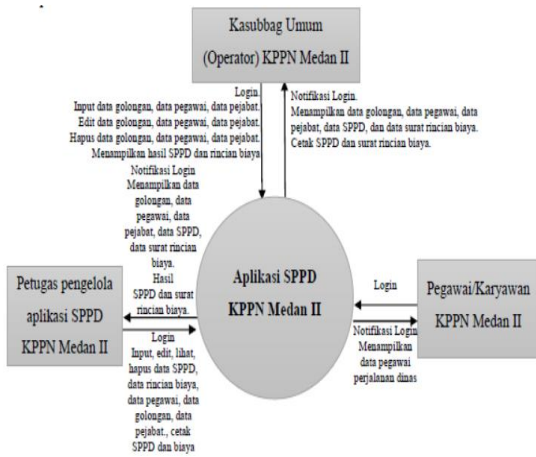 Kasubbag Umum
(Operator) KPPN Medan II
Login.
Input data golongan, data pegawai, data pejabat.
Edit data golongan, data pegawai, data pejabat.
Hapus data golongan, data pegawai, data pejabat.
Menampilkan hasil SPPD dan rincian biaya
Notifikasi Login.
Menampilkan data golongan, data pegawai, data
pejabat, data SPPD, dan data surat rincian biaya.
Cetak SPPD dan surat rincian biaya.
Notifikasi Login
Menampilkan data
golongan, data
pegawai, data
pejabat, data SPPD,
data surat rincian
biaya.
Hasil
SPPD dan surat
rincian biaya.
Petugas pengelola
aplikasi SPPD
KPPN Medan II
Aplikasi SPPD
KPPN Medan II
Login
Pegawai/Karyawan
KPPN Medan II
Notifikasi Login
Menampilkan
data pegawai
perjalanan dinas
Login
Input, edit, lihat,
hapus data SPPD,
data rincian biaya,
data pegawai, data
golongan, data
pejabat., cetak
SPPD dan biaya